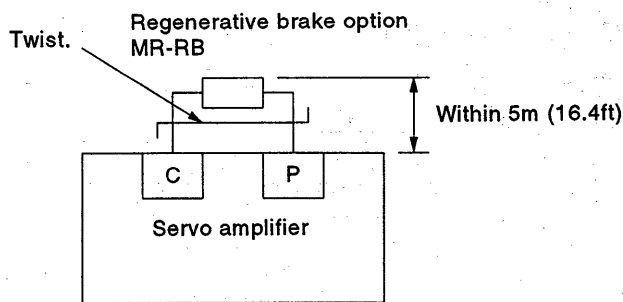 Regenerative brake option
MR-RB
Twist.
Within 5m (16.4ft)
C
P
Servo amplifier